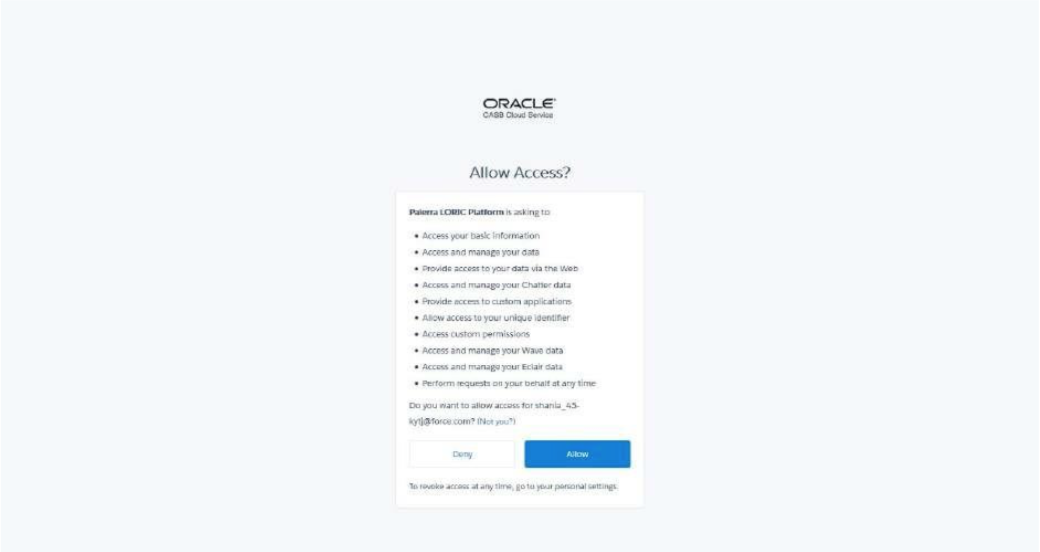 ORACLE®
CASB Cloud Service
Allow Access?
Palerra LORIC Platform is asking to:
• Access your basic information
• Access and manage your data
• Provide access to your data via the Web
• Access and manage your Chatter data
• Provide access to custom applications
• Allow access to your unique identifier
• Access custom permissions
• Access and manage your Wave data
• Access and manage your Eclair data
• Perform requests on your behalf at any time
Do you want to allow access for shania_45-
kytj@force.com? (Not you?)
Deny
Allow
To revoke access at any time, go to your personal settings.